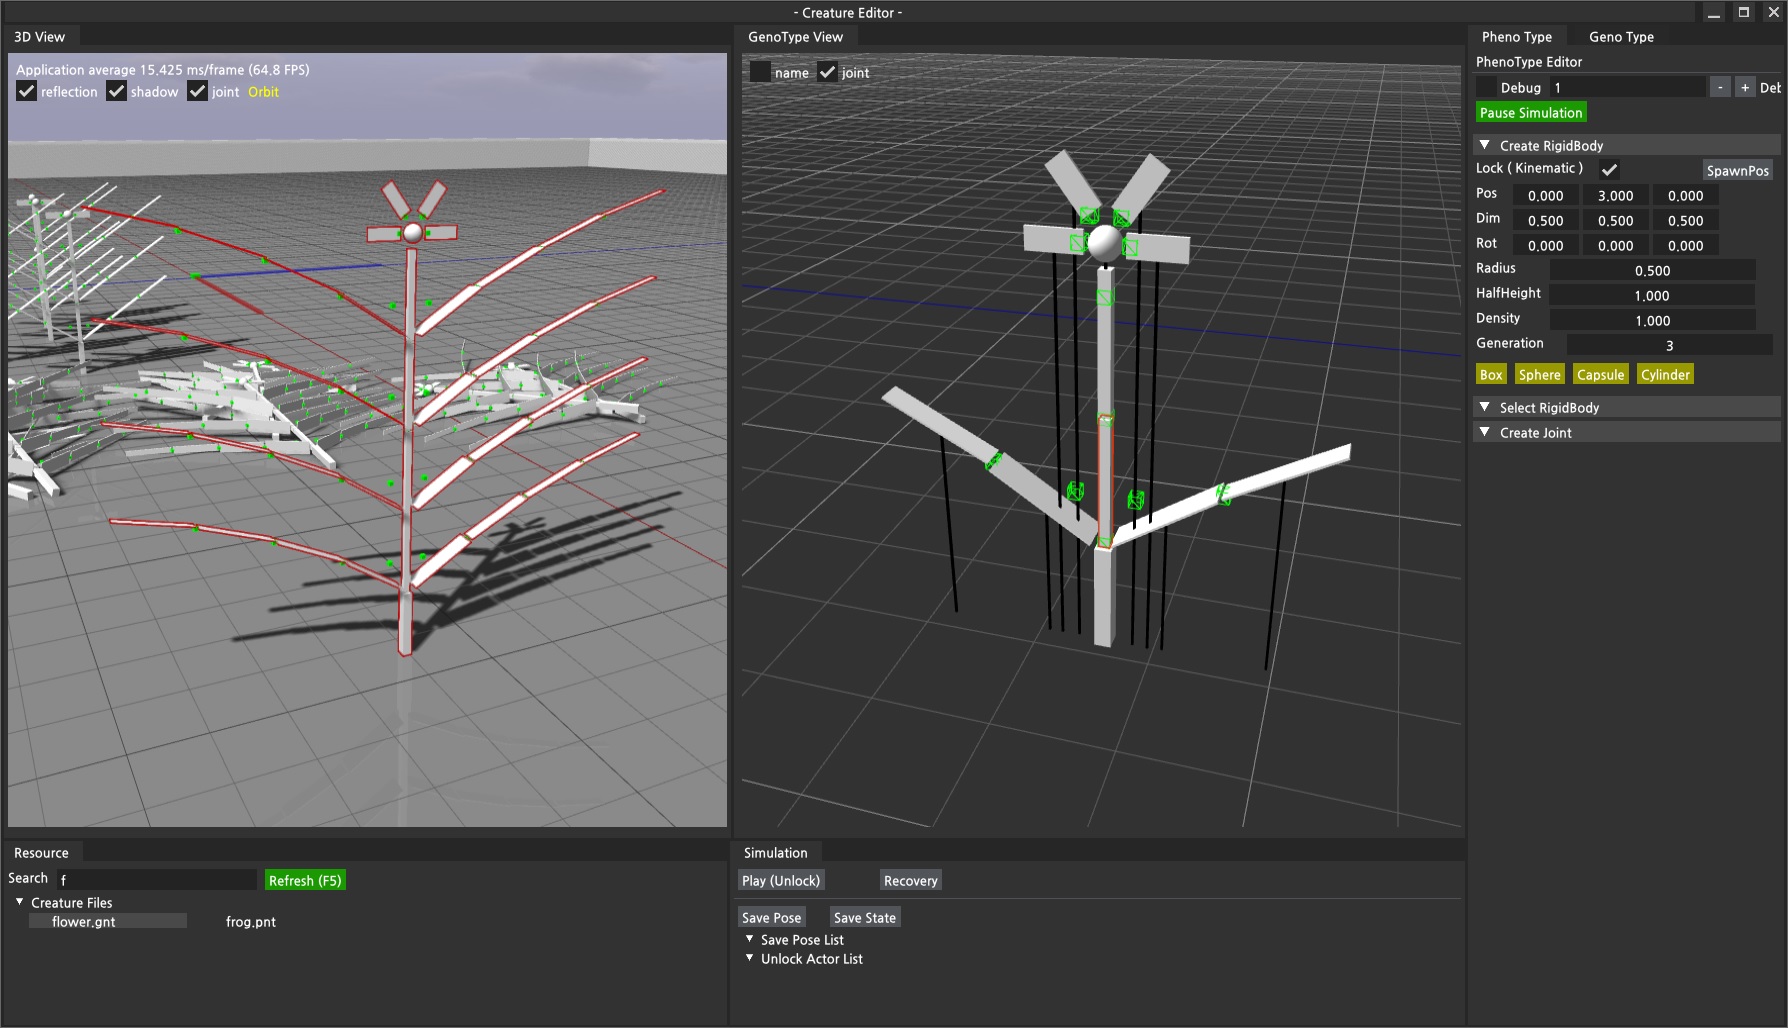 - Creature Editor -
3D View
Application average 15.425 ms/frame (64.8 FPS)
reflection shadow joint Orbit
GenoType View
name joint
Pheno Type Geno Type
PhenoType Editor
Debug 1 - + Det
Pause Simulation
Create RigidBody
Lock ( Kinematic ) SpawnPos
Pos 0.000 3.000 0.000
Dim 0.500 0.500 0.500
Rot 0.000 0.000 0.000
Radius 0.500
HalfHeight 1.000
Density 1.000
Generation 3
Box Sphere Capsule Cylinder
Select RigidBody
Create Joint
Resource
Search f Refresh (F5)
Creature Files
flower.gnt frog.pnt
Simulation
Play (Unlock) Recovery
Save Pose Save State
Save Pose List
Unlock Actor List